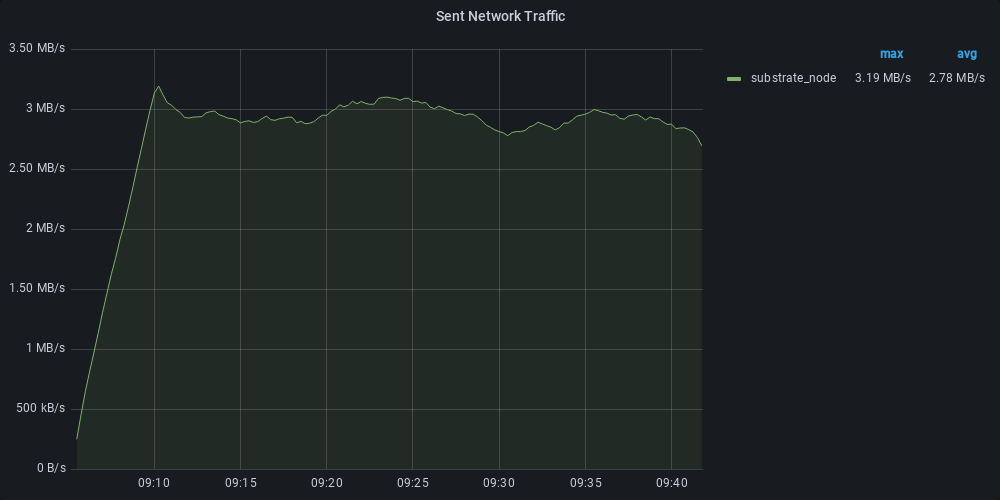 Sent Network Traffic
3.50 MB/s
3 MB/s
2.50 MB/s
2 MB/s
1.50 MB/s
1 MB/s
500 kB/s
0 B/s
09:10 09:15 09:20 09:25 09:30 09:35 09:40
max avg
substrate_node 3.19 MB/s 2.78 MB/s